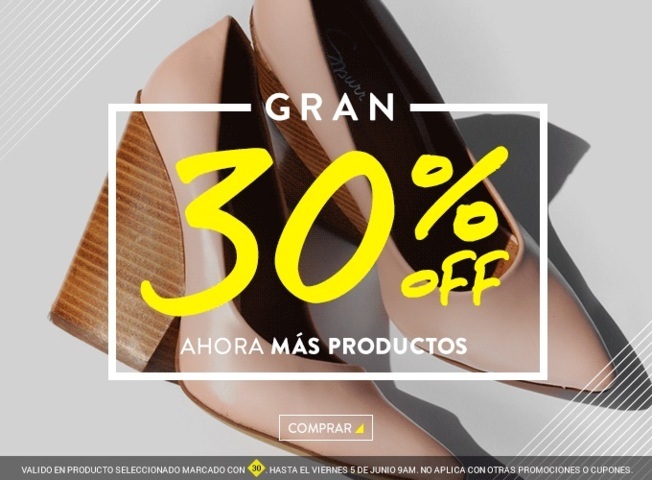 Spurr
GRAN
30% OFF
AHORA MÁS PRODUCTOS
COMPRAR
VALIDO EN PRODUCTO SELECCIONADO MARCADO CON 30. HASTA EL VIERNES 5 DE JUNIO 9AM. NO APLICA CON OTRAS PROMOCIONES O CUPONES.